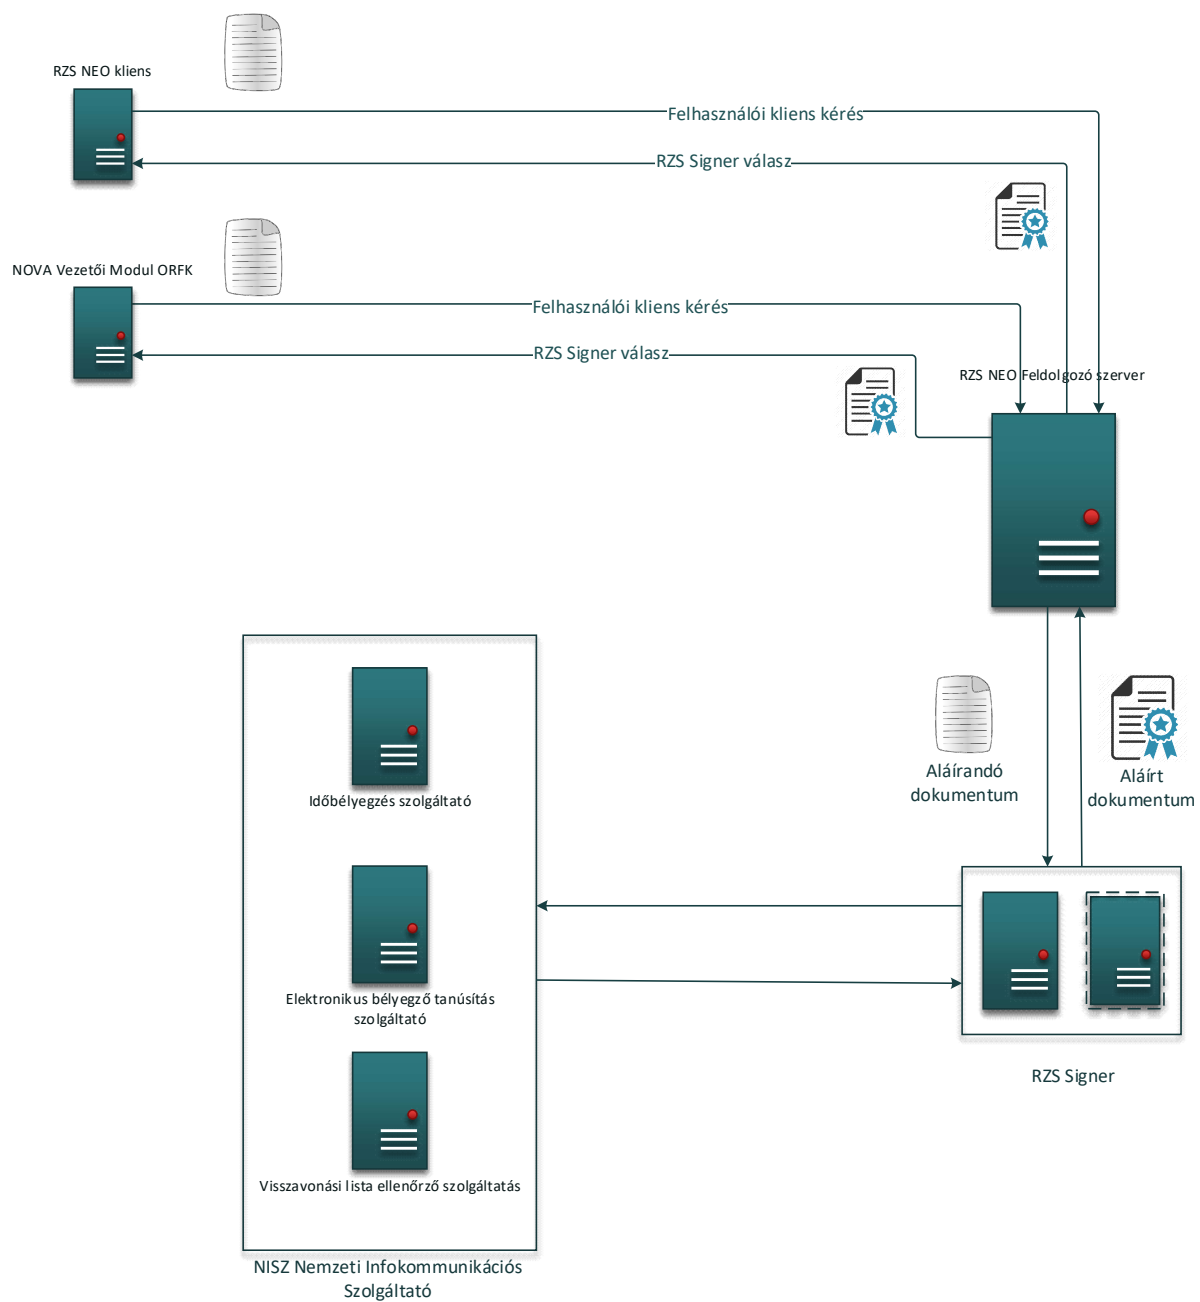 RZS NEO kliens
Felhasználói kliens kérés
RZS Signer válasz
NOVA Vezetői Modul ORFK
Felhasználói kliens kérés
RZS Signer válasz
RZS NEO Feldolgozó szerver
Aláírandó
dokumentum
Aláírt
dokumentum
Időbélyegzés szolgáltató
Elektronikus bélyegző tanúsítás
szolgáltató
RZS Signer
Visszavonási lista ellenőrző szolgáltatás
NISZ Nemzeti Infokommunikációs
Szolgáltató